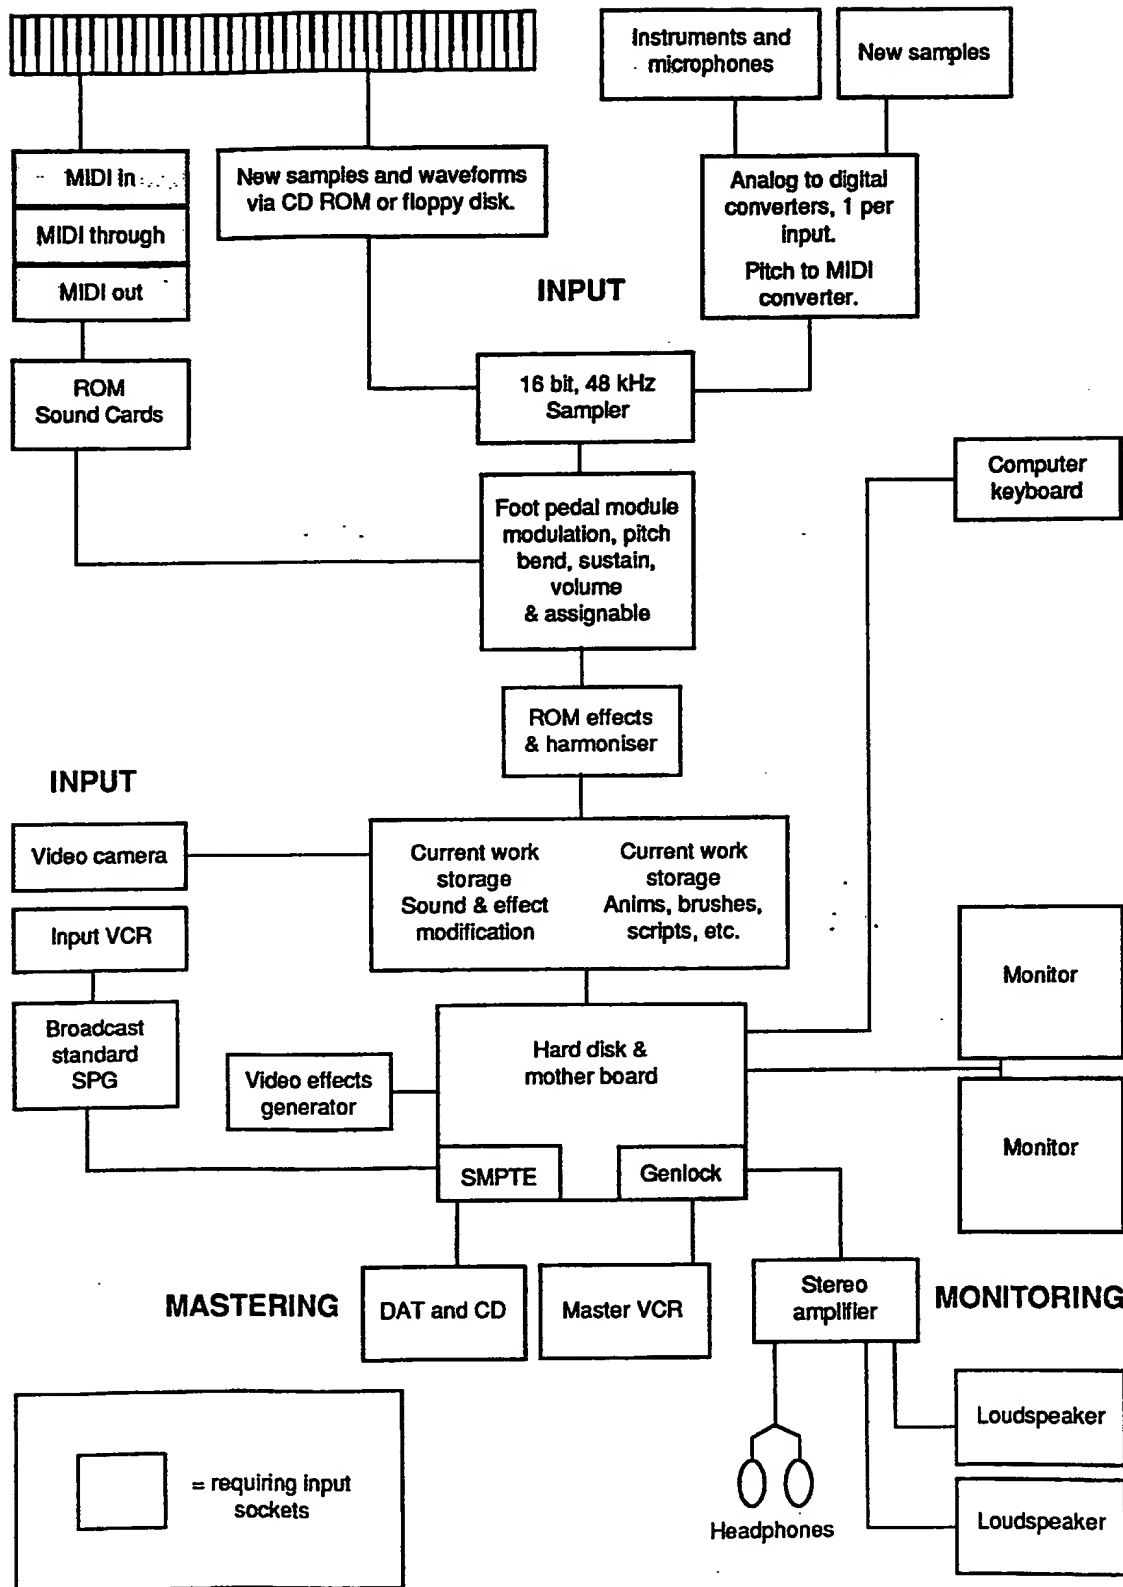 Instruments and
microphones
New samples
MIDI in
MIDI through
MIDI out
New samples and waveforms
via CD ROM or floppy disk.
Analog to digital
converters, 1 per
input.
Pitch to MIDI
converter.
INPUT
ROM
Sound Cards
16 bit, 48 kHz
Sampler
Computer
keyboard
Foot pedal module
modulation, pitch
bend, sustain,
volume
& assignable
ROM effects
& harmoniser
INPUT
Video camera
Current work
storage
Sound & effect
modification
Current work
storage
Anims, brushes,
scripts, etc.
Input VCR
Monitor
Broadcast
standard
SPG
Hard disk &
mother board
Video effects
generator
Monitor
SMPTE
Genlock
MASTERING
DAT and CD
Master VCR
Stereo
amplifier
MONITORING
Loudspeaker
= requiring input
sockets
Headphones
Loudspeaker